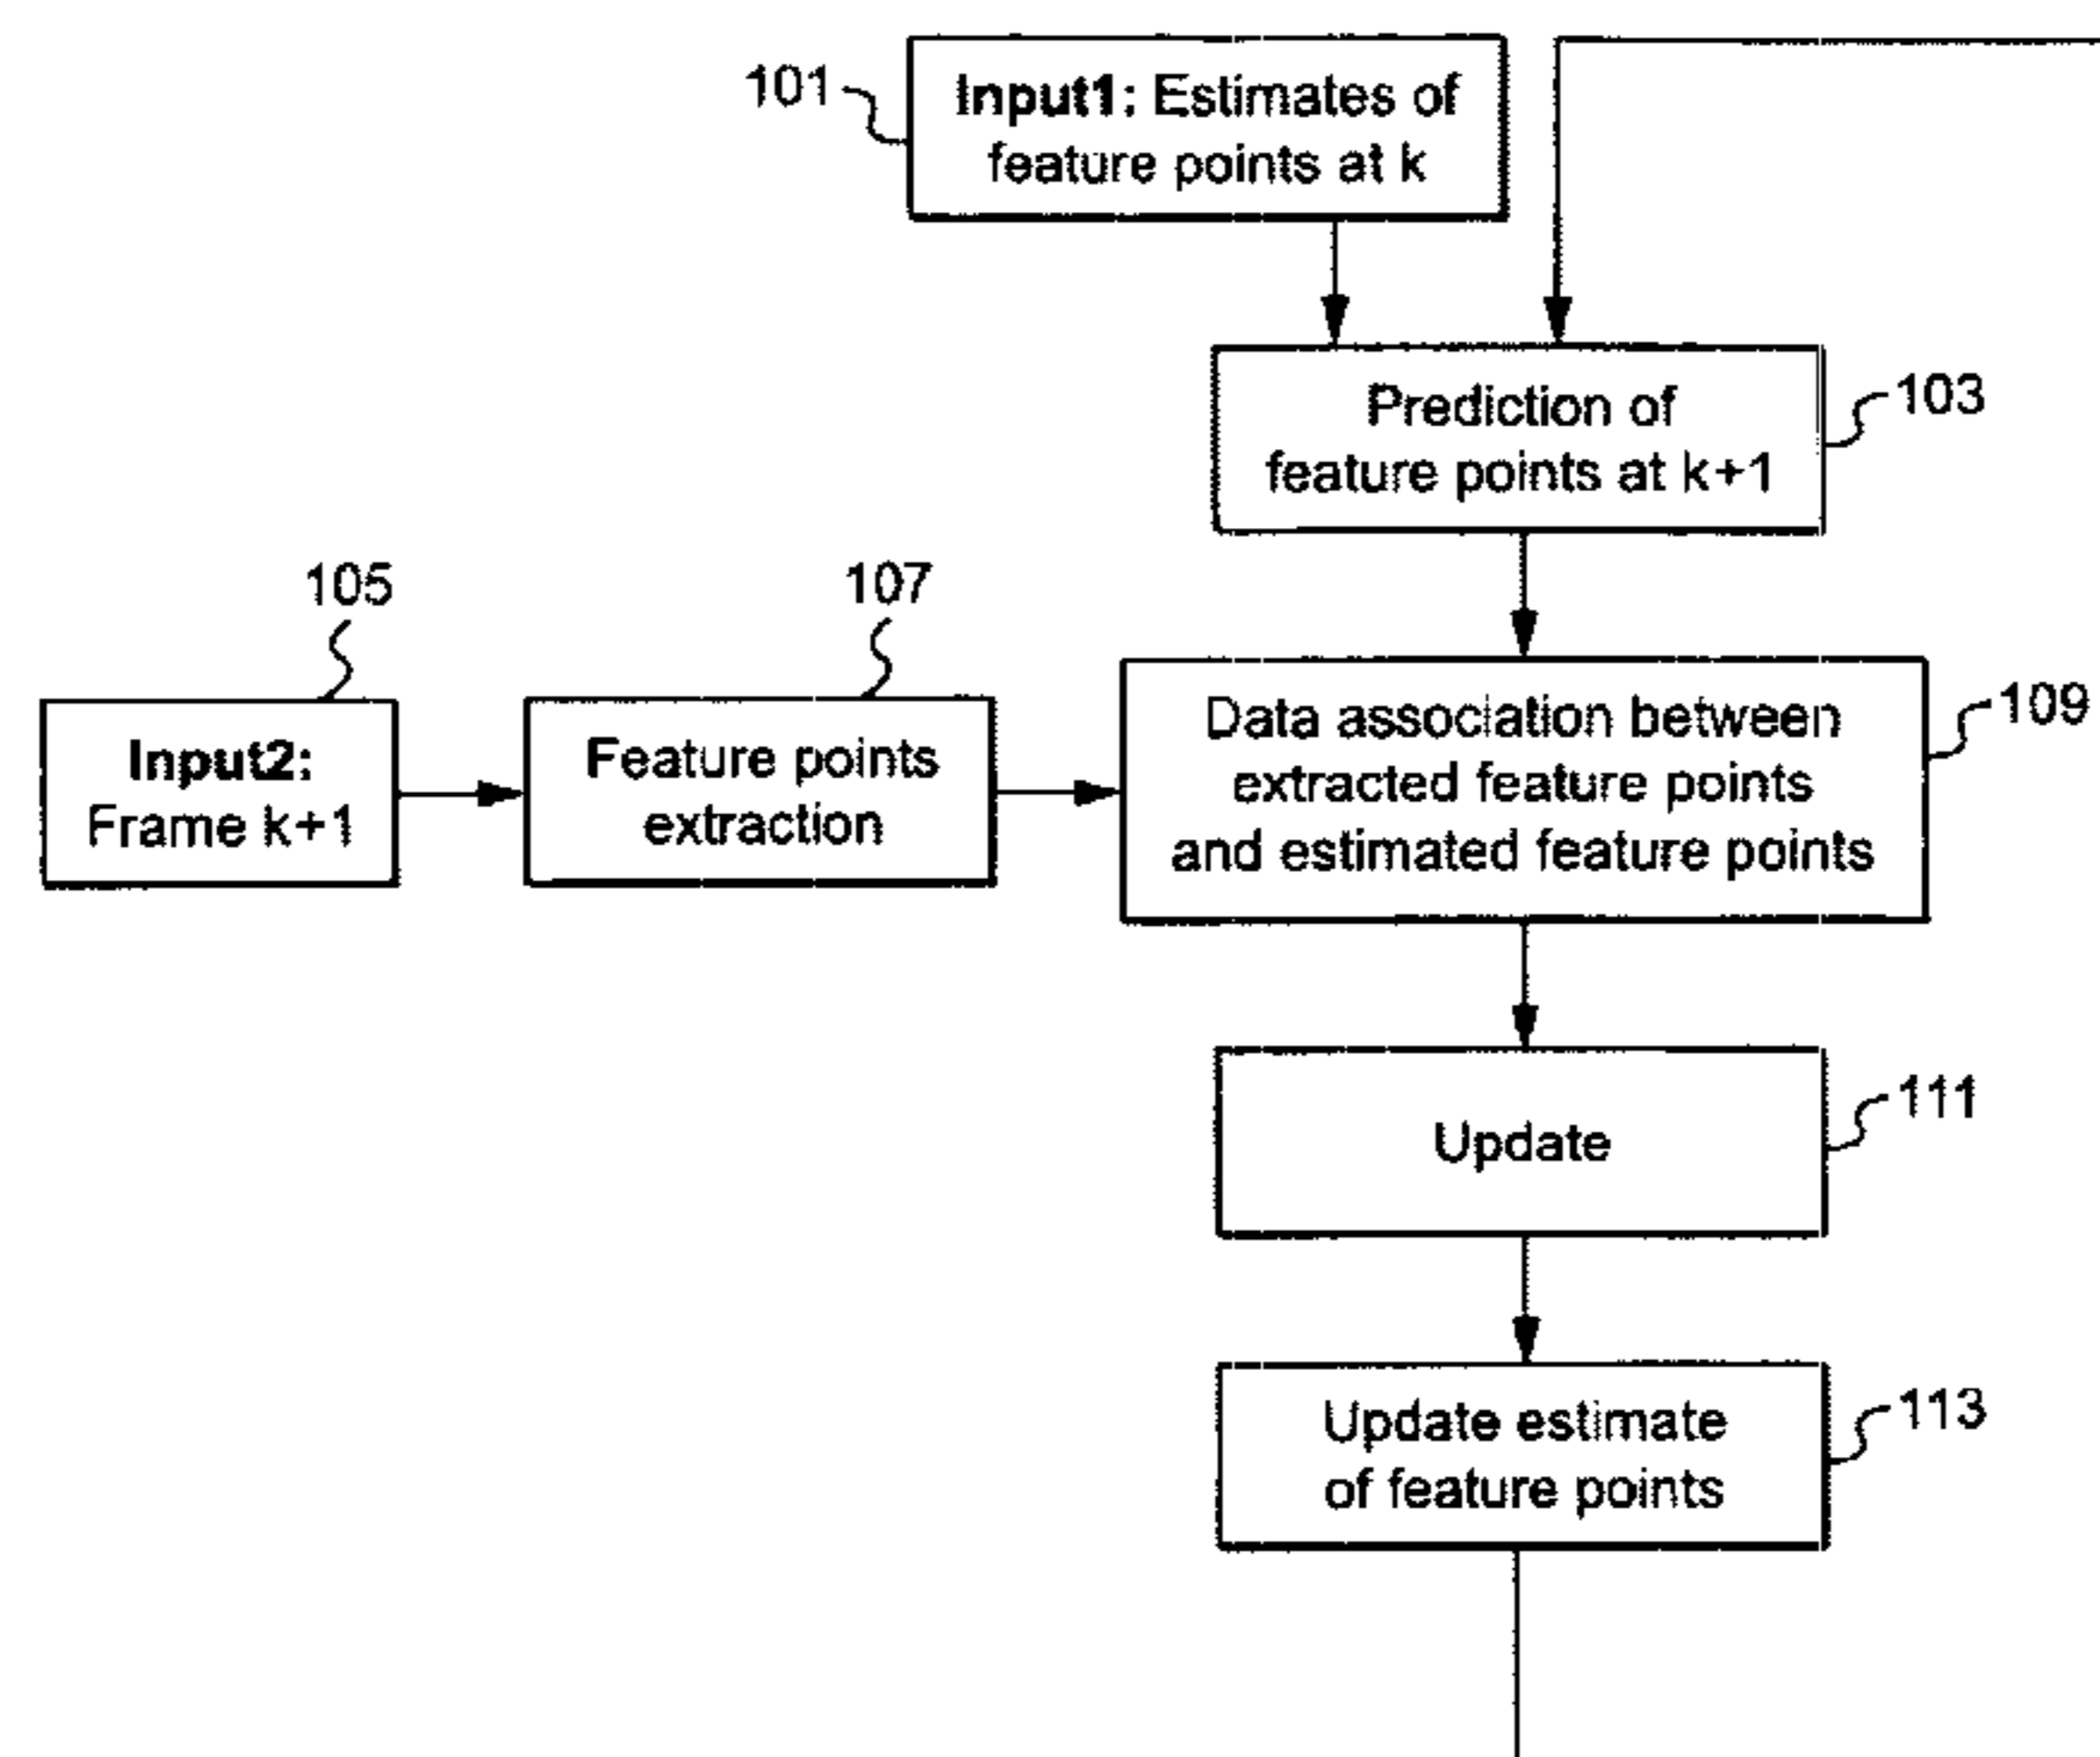 101
Input1: Estimates of
feature points at k
Prediction of
feature points at k+1
103
105
107
Input2:
Frame k+1
Feature points
extraction
Data association between
extracted feature points
and estimated feature points
109
Update
111
Update estimate
of feature points
113